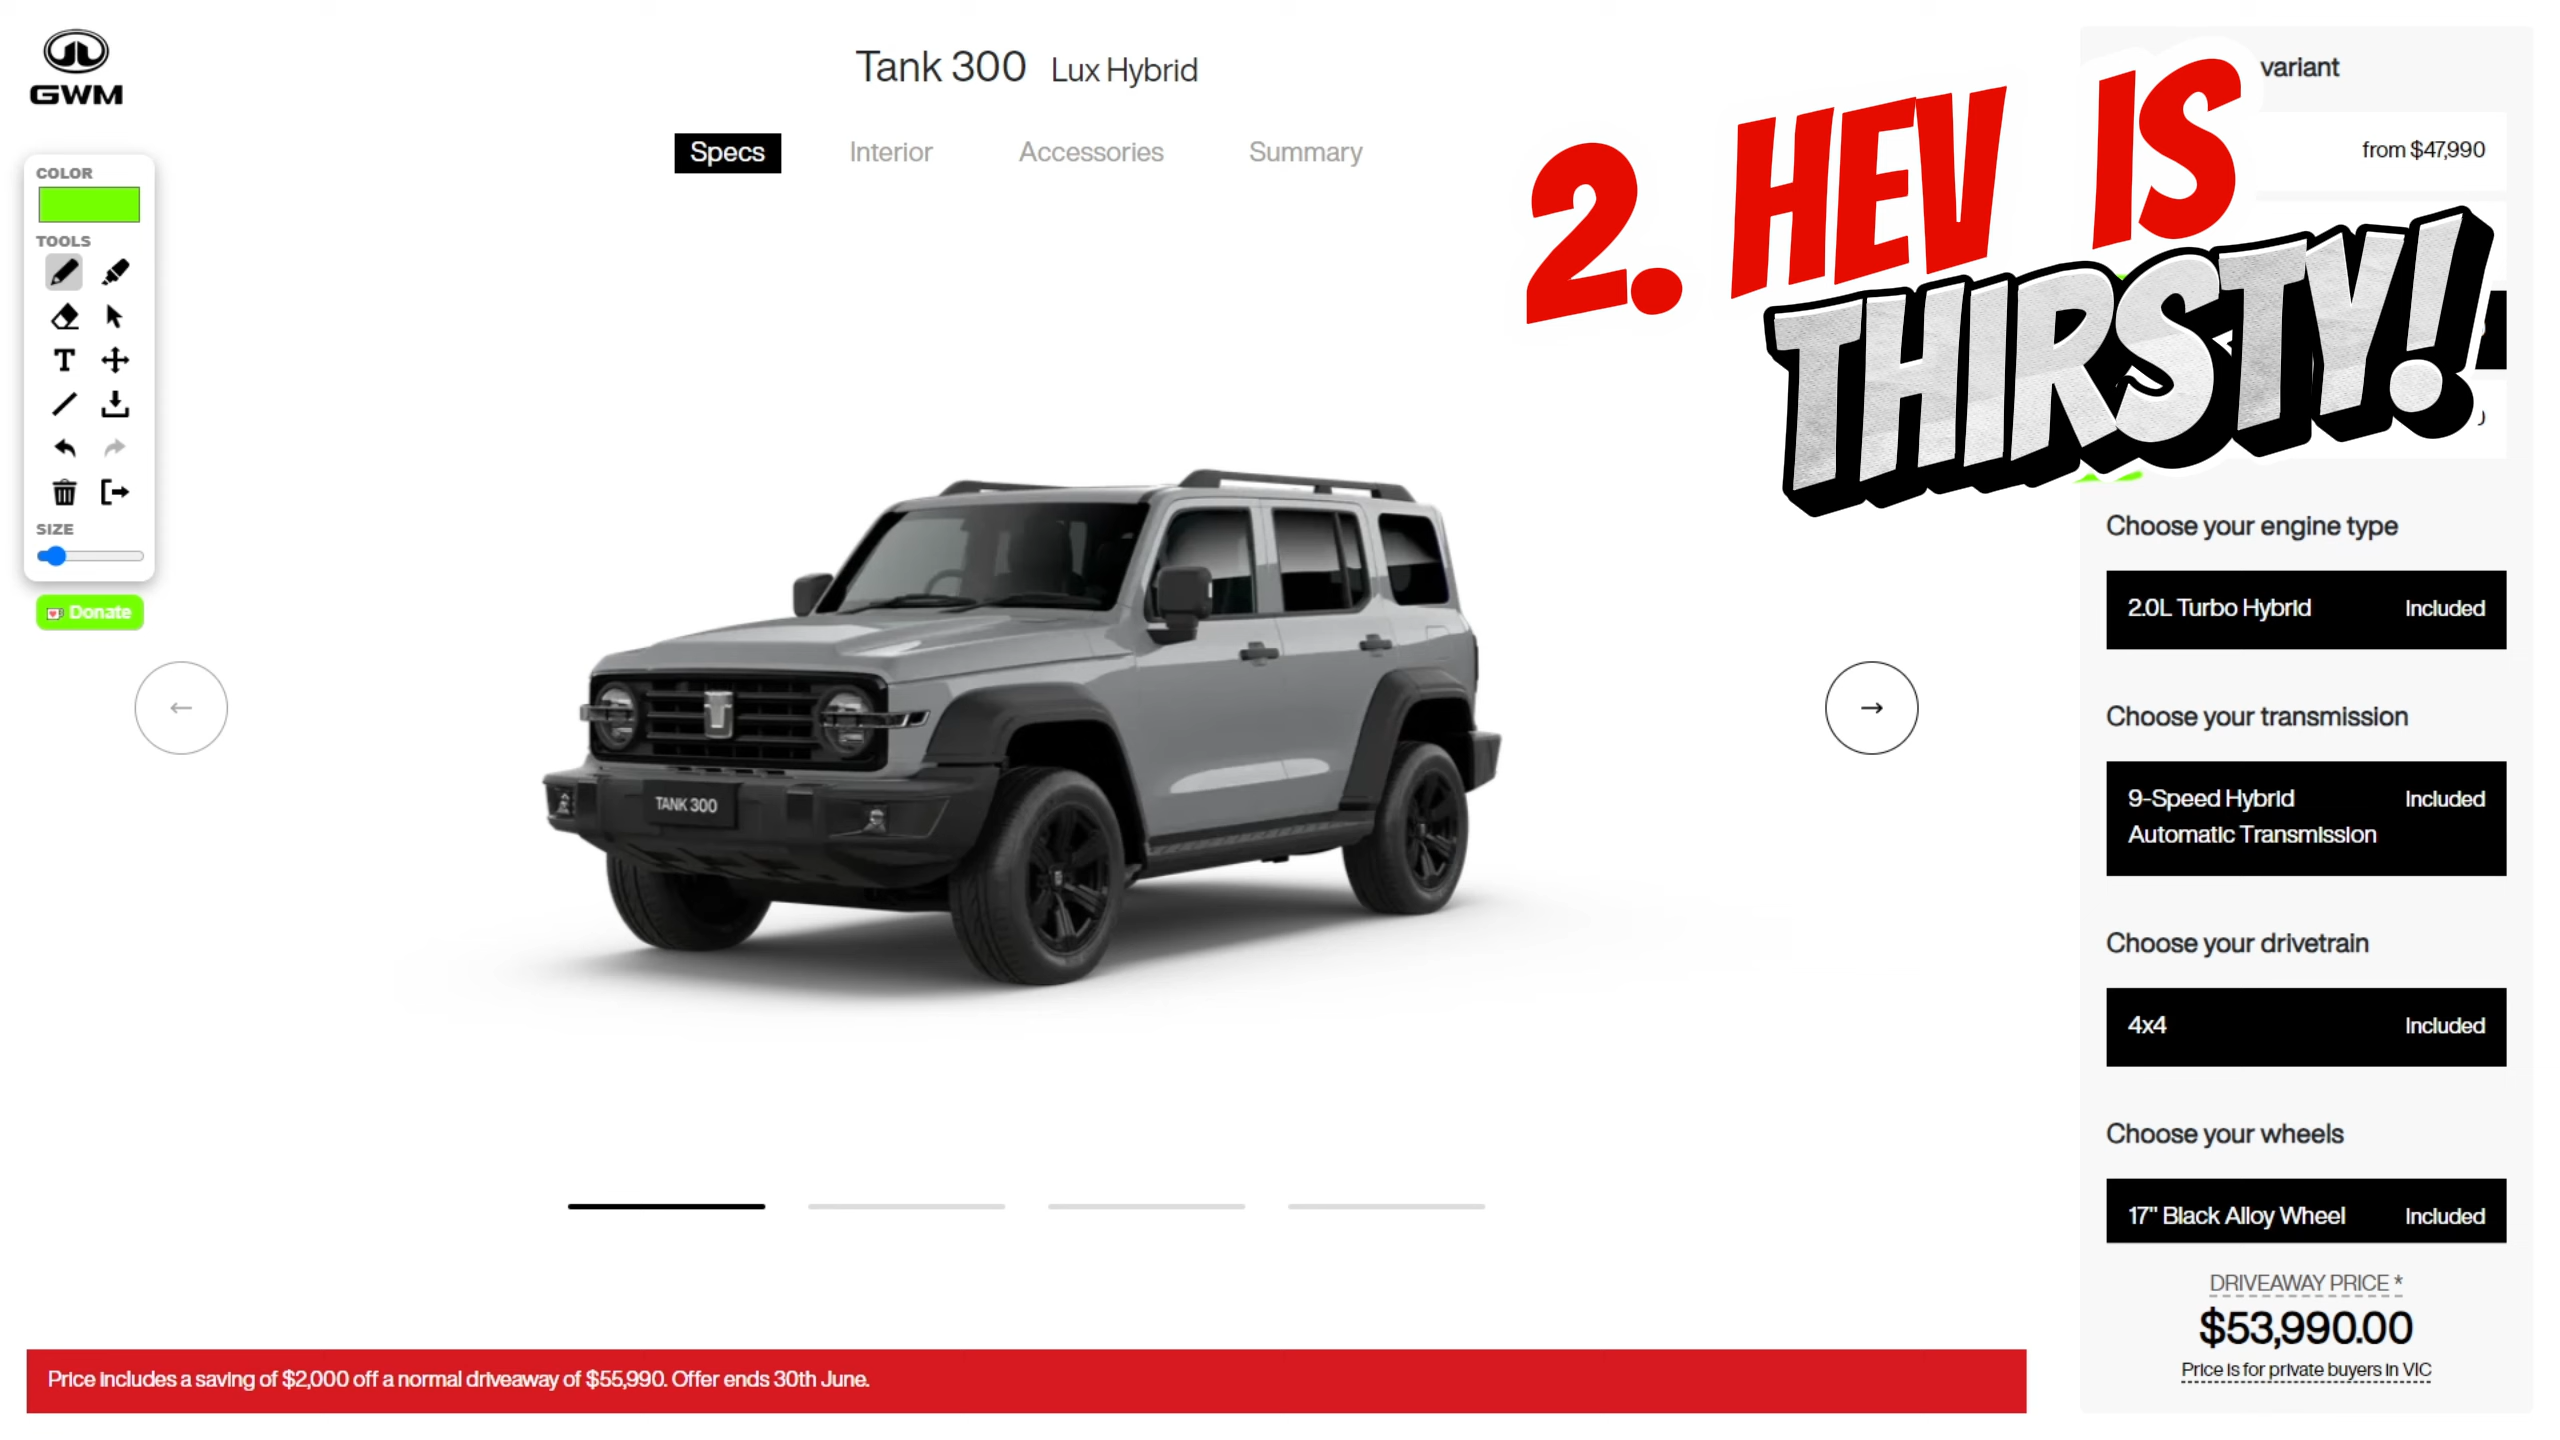 GWM
Tank 300 Lux Hybrid
Specs
Interior
Accessories
Summary
COLOR
TOOLS
T
SIZE
Donate
TANK 300
2. HEV IS
THIRSTY!
variant
from $47,990
Choose your engine type
2.0L Turbo Hybrid Included
Choose your transmission
9-Speed Hybrid Included
Automatic Transmission
Choose your drivetrain
4x4 Included
Choose your wheels
17" Black Alloy Wheel Included
DRIVEAWAY PRICE *
$53,990.00
Price is for private buyers in VIC
Price includes a saving of $2,000 off a normal driveaway of $55,990. Offer ends 30th June.